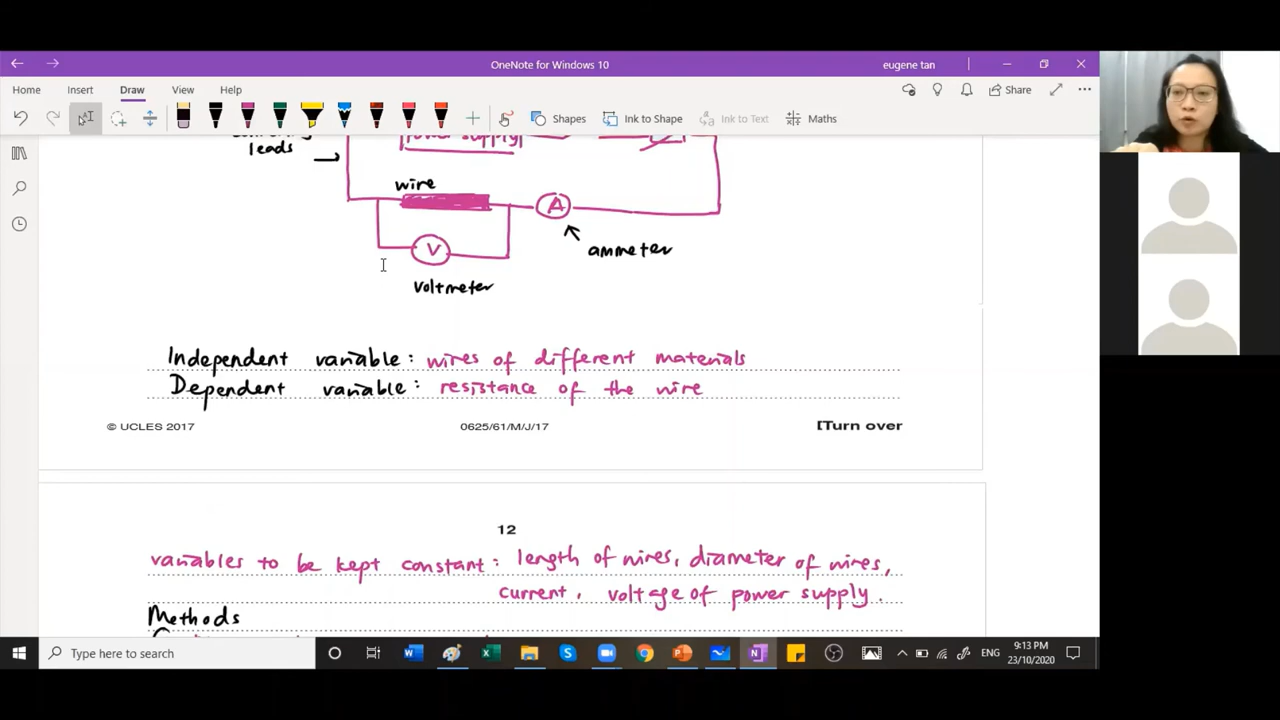 OneNote for Windows 10
eugene tan
Home Insert Draw View Help
Share
Shapes Ink to Shape Ink to Text Maths
leads
power supply
wire
A
ammeter
V
voltmeter
Independent variable: wires of different materials
Dependent variable: resistance of the wire
© UCLES 2017 0625/61/M/J/17 [Turn over
12
variables to be kept constant: length of wires, diameter of wires,
current, voltage of power supply.
Methods
Type here to search
ENG
9:13 PM
23/10/2020